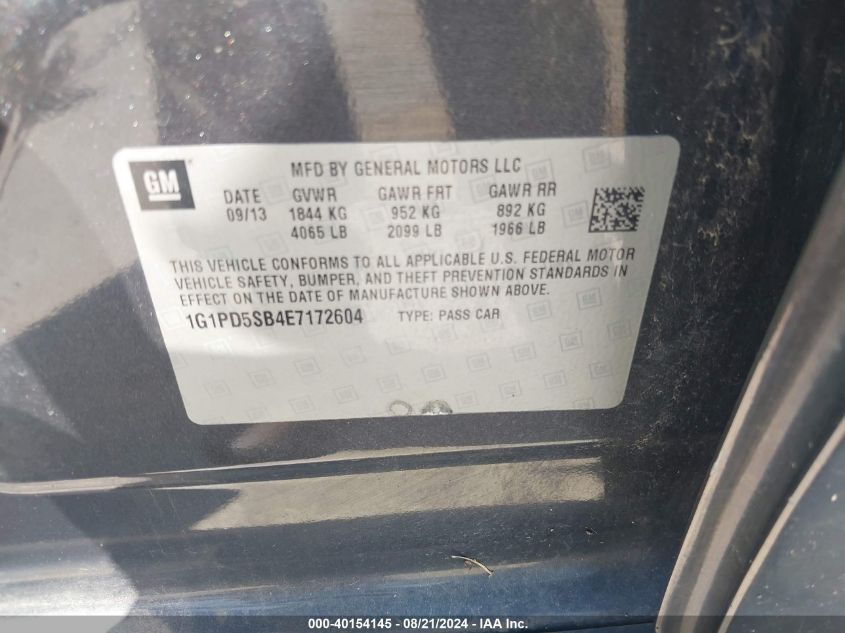 GM
MFD BY GENERAL MOTORS LLC
DATE GVWR GAWR FRT GAWR RR
09/13 1844 KG 952 KG 892 KG
4065 LB 2099 LB 1966 LB
THIS VEHICLE CONFORMS TO ALL APPLICABLE U.S. FEDERAL MOTOR
VEHICLE SAFETY, BUMPER, AND THEFT PREVENTION STANDARDS IN
EFFECT ON THE DATE OF MANUFACTURE SHOWN ABOVE.
1G1PD5SB4E7172604 TYPE: PASS CAR
000-40154145 - 08/21/2024 - COPART.COM